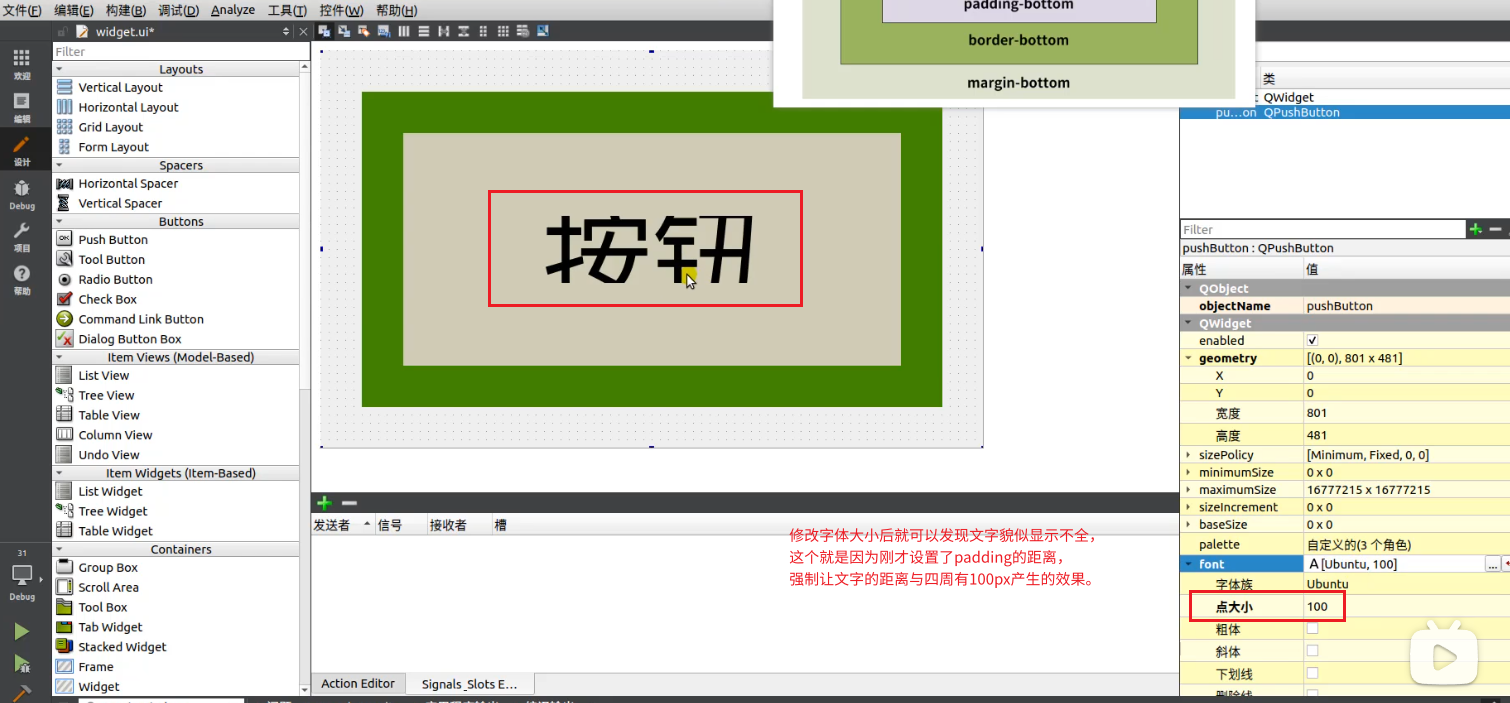 文件(F) 编辑(E) 构建(B) 调试(D) Analyze 工具(T) 控件(W) 帮助(H)
widget.ui*
Filter
欢迎
编辑
设计
Debug
项目
帮助
31
Debug
Layouts
Vertical Layout
Horizontal Layout
Grid Layout
Form Layout
Spacers
Horizontal Spacer
Vertical Spacer
Buttons
Push Button
Tool Button
Radio Button
Check Box
Command Link Button
Dialog Button Box
Item Views (Model-Based)
List View
Tree View
Table View
Column View
Undo View
Item Widgets (Item-Based)
List Widget
Tree Widget
Table Widget
Containers
Group Box
Scroll Area
Tool Box
Tab Widget
Stacked Widget
Frame
Widget
padding-bottom
border-bottom
margin-bottom
按钮
发送者 信号 接收者 槽
修改字体大小后就可以发现文字貌似显示不全，
这个就是因为刚才设置了padding的距离，
强制让文字的距离与四周有100px产生的效果。
Action Editor Signals _Slots E...
类
QWidget
pu...on QPushButton
Filter
pushButton : QPushButton
属性 值
QObject
objectName pushButton
QWidget
enabled
geometry [(0, 0), 801 x 481]
X 0
Y 0
宽度 801
高度 481
sizePolicy [Minimum, Fixed, 0, 0]
minimumSize 0 x 0
maximumSize 16777215 x 16777215
sizeIncrement 0 x 0
baseSize 0 x 0
palette 自定义的(3 个角色)
font A [Ubuntu, 100] ...
字体族 Ubuntu
点大小 100
粗体
斜体
下划线
删除线